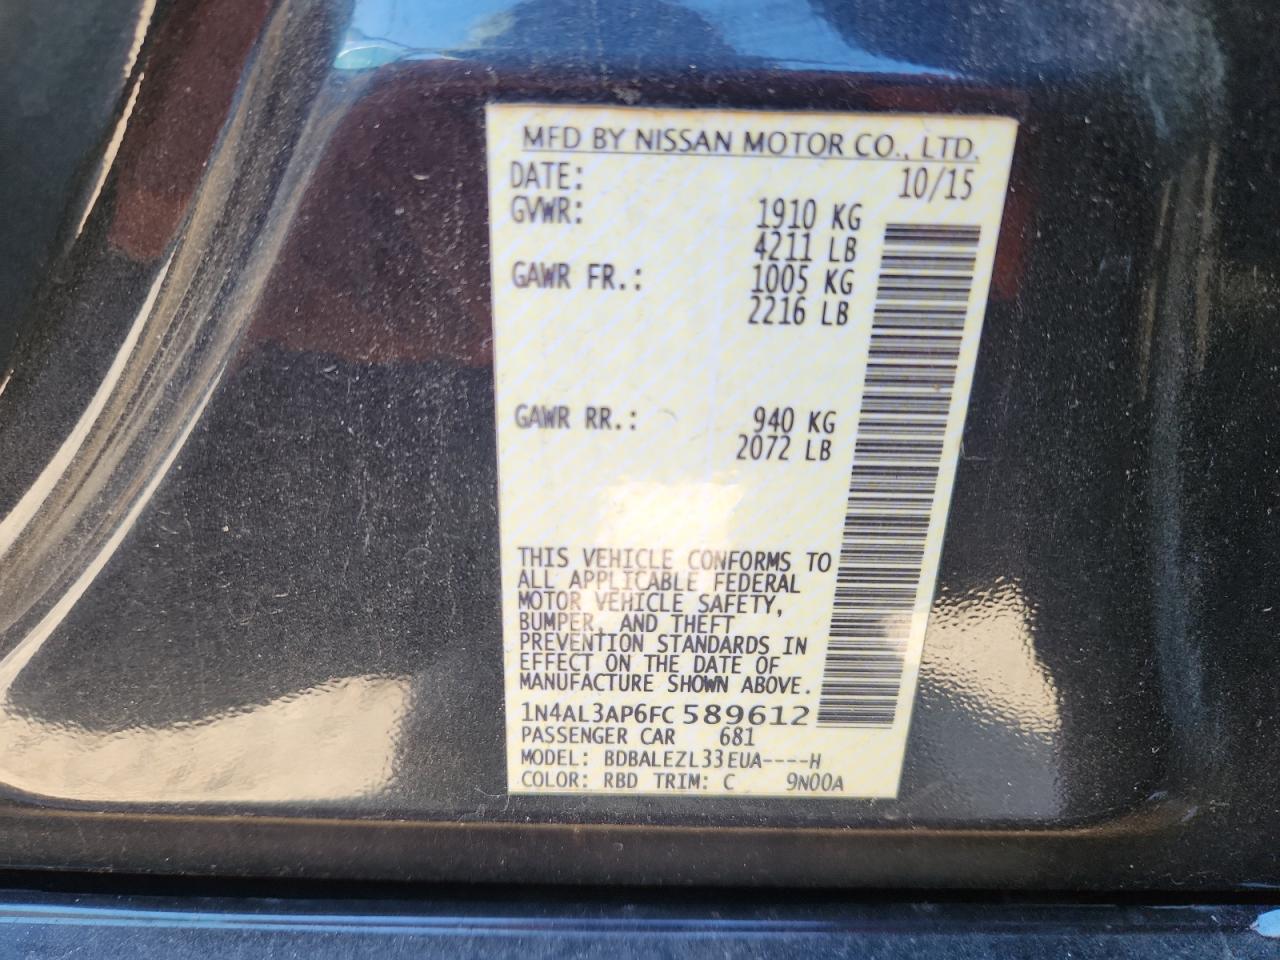 MFD BY NISSAN MOTOR CO., LTD.
DATE: 10/15
GVWR: 1910 KG
4211 LB
GAWR FR.: 1005 KG
2216 LB
GAWR RR.: 940 KG
2072 LB
THIS VEHICLE CONFORMS TO
ALL APPLICABLE FEDERAL
MOTOR VEHICLE SAFETY,
BUMPER, AND THEFT
PREVENTION STANDARDS IN
EFFECT ON THE DATE OF
MANUFACTURE SHOWN ABOVE.
1N4AL3AP6FC589612
PASSENGER CAR 681
MODEL: BDBALEZL33EUA----H
COLOR: RBD TRIM: C 9N00A